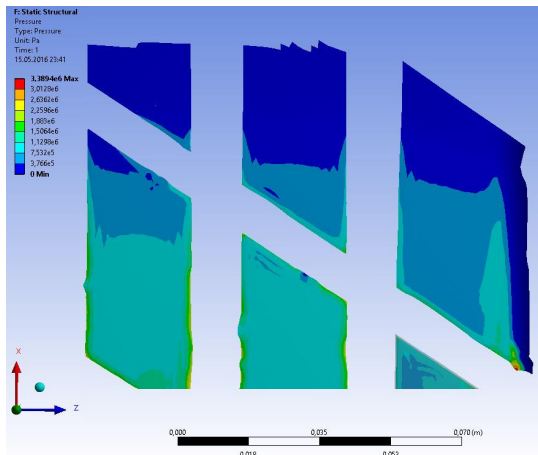 F: Static Structural
Pressure
Type: Pressure
Unit: Pa
Time: 1
15.05.2016 23:41
3,3894e6 Max
3,0128e6
2,6362e6
2,2596e6
1,883e6
1,5064e6
1,1298e6
7,532e5
3,766e5
0 Min
X
Z
0,000
0,035
0,070 (m)
0,018
0,053